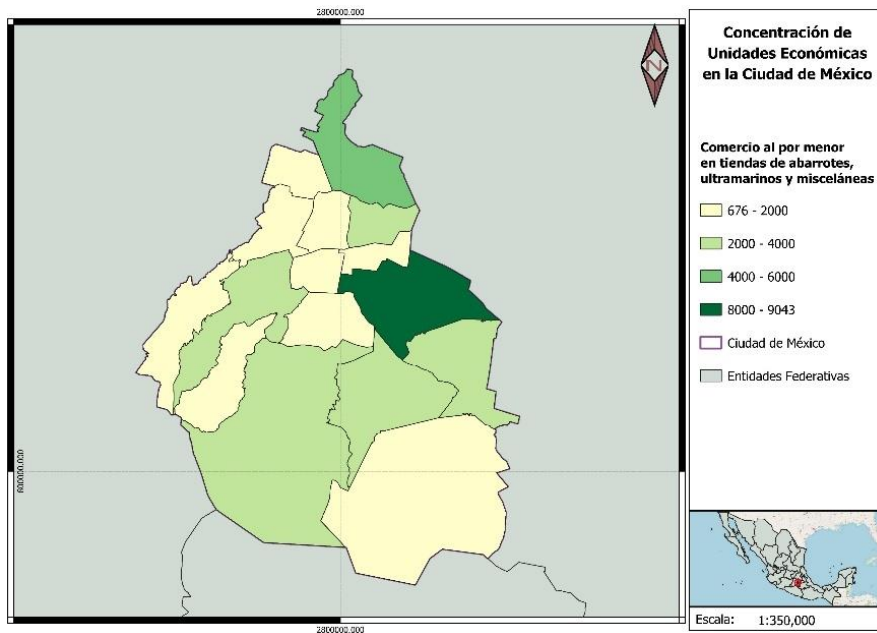 2800000.000
Concentración de
Unidades Económicas
en la Ciudad de México
N
Comercio al por menor
en tiendas de abarrotes,
ultramarinos y misceláneas
676 - 2000
2000 - 4000
4000 - 6000
8000 - 9043
Ciudad de México
Entidades Federativas
2800000.000
Escala: 1:350,000